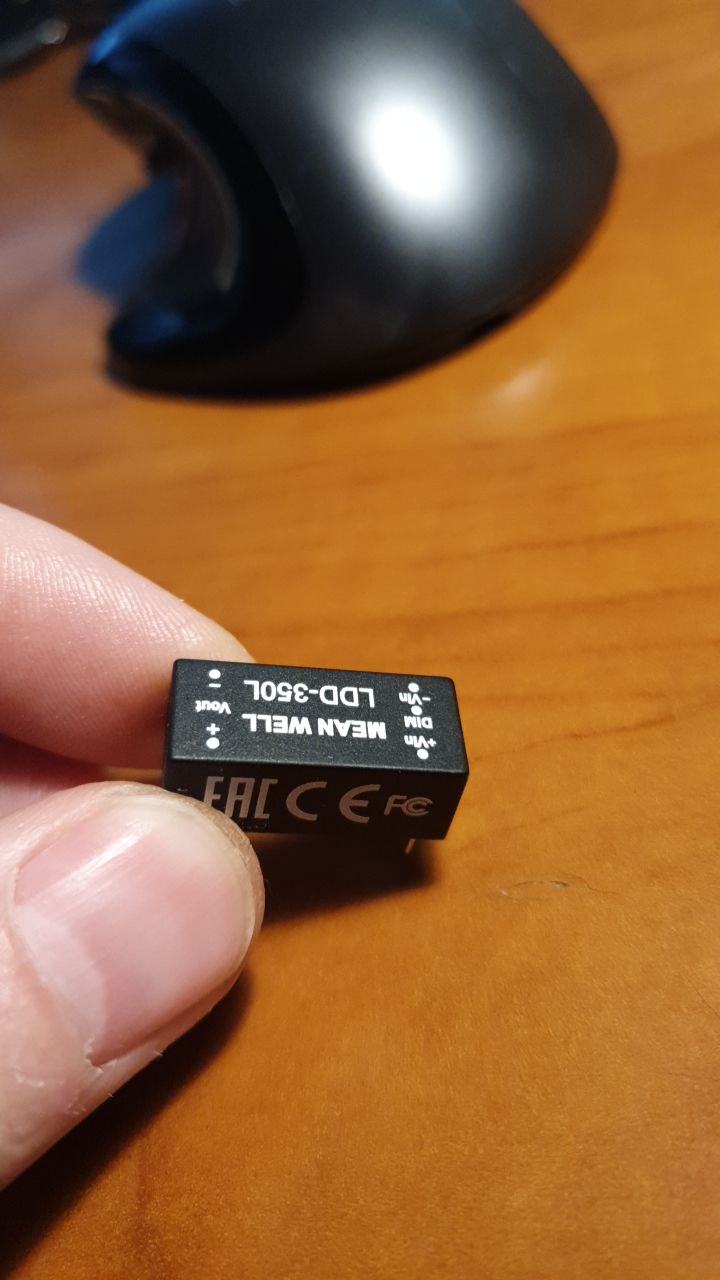 MEAN WELL
LDD-350L
+Vin
DIM
-Vin
+
Vout
-
EAC CE FC